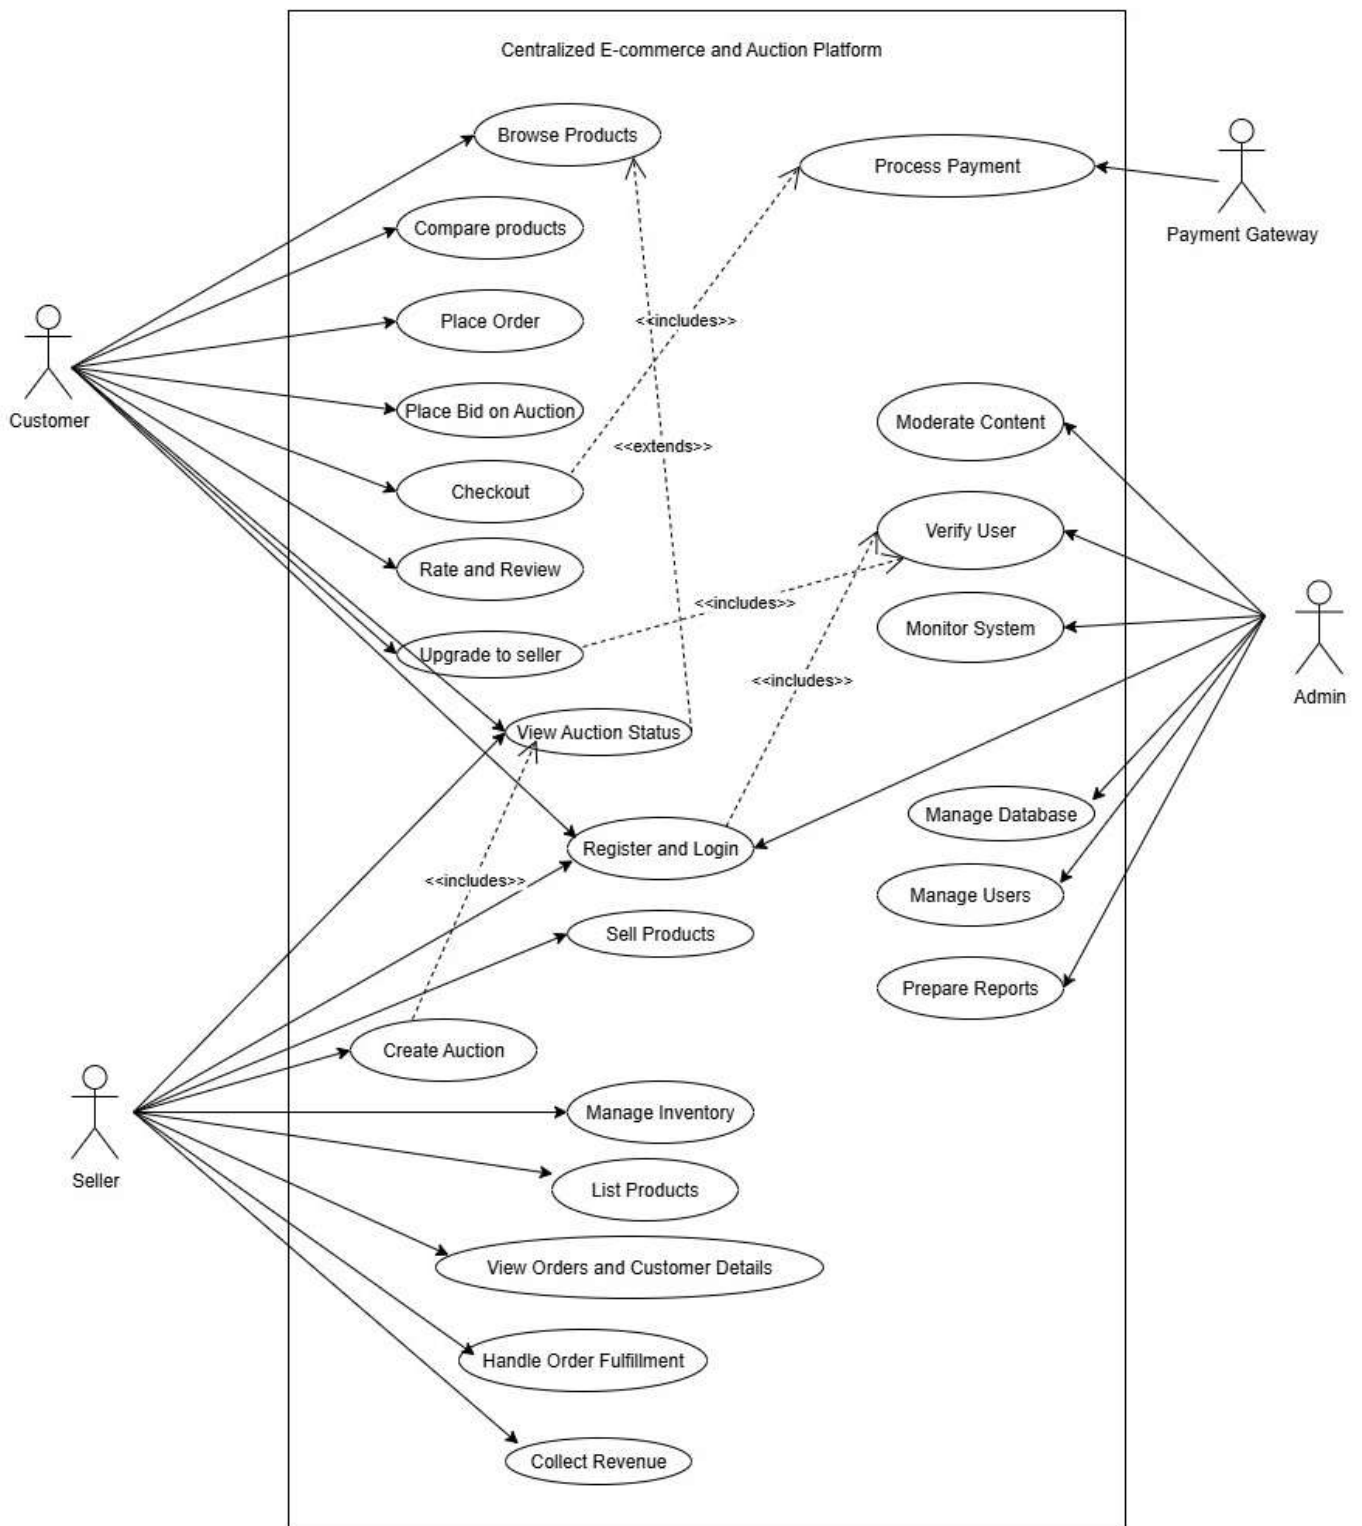 Centralized E-commerce and Auction Platform
Browse Products
Process Payment
Compare products
Payment Gateway
Place Order
<<includes>>
Customer
Place Bid on Auction
Moderate Content
<<extends>>
Checkout
Verify User
Rate and Review
<<includes>>
Monitor System
Upgrade to seller
<<includes>>
Admin
View Auction Status
Manage Database
Register and Login
<<includes>>
Manage Users
Sell Products
Prepare Reports
Create Auction
Manage Inventory
Seller
List Products
View Orders and Customer Details
Handle Order Fulfillment
Collect Revenue